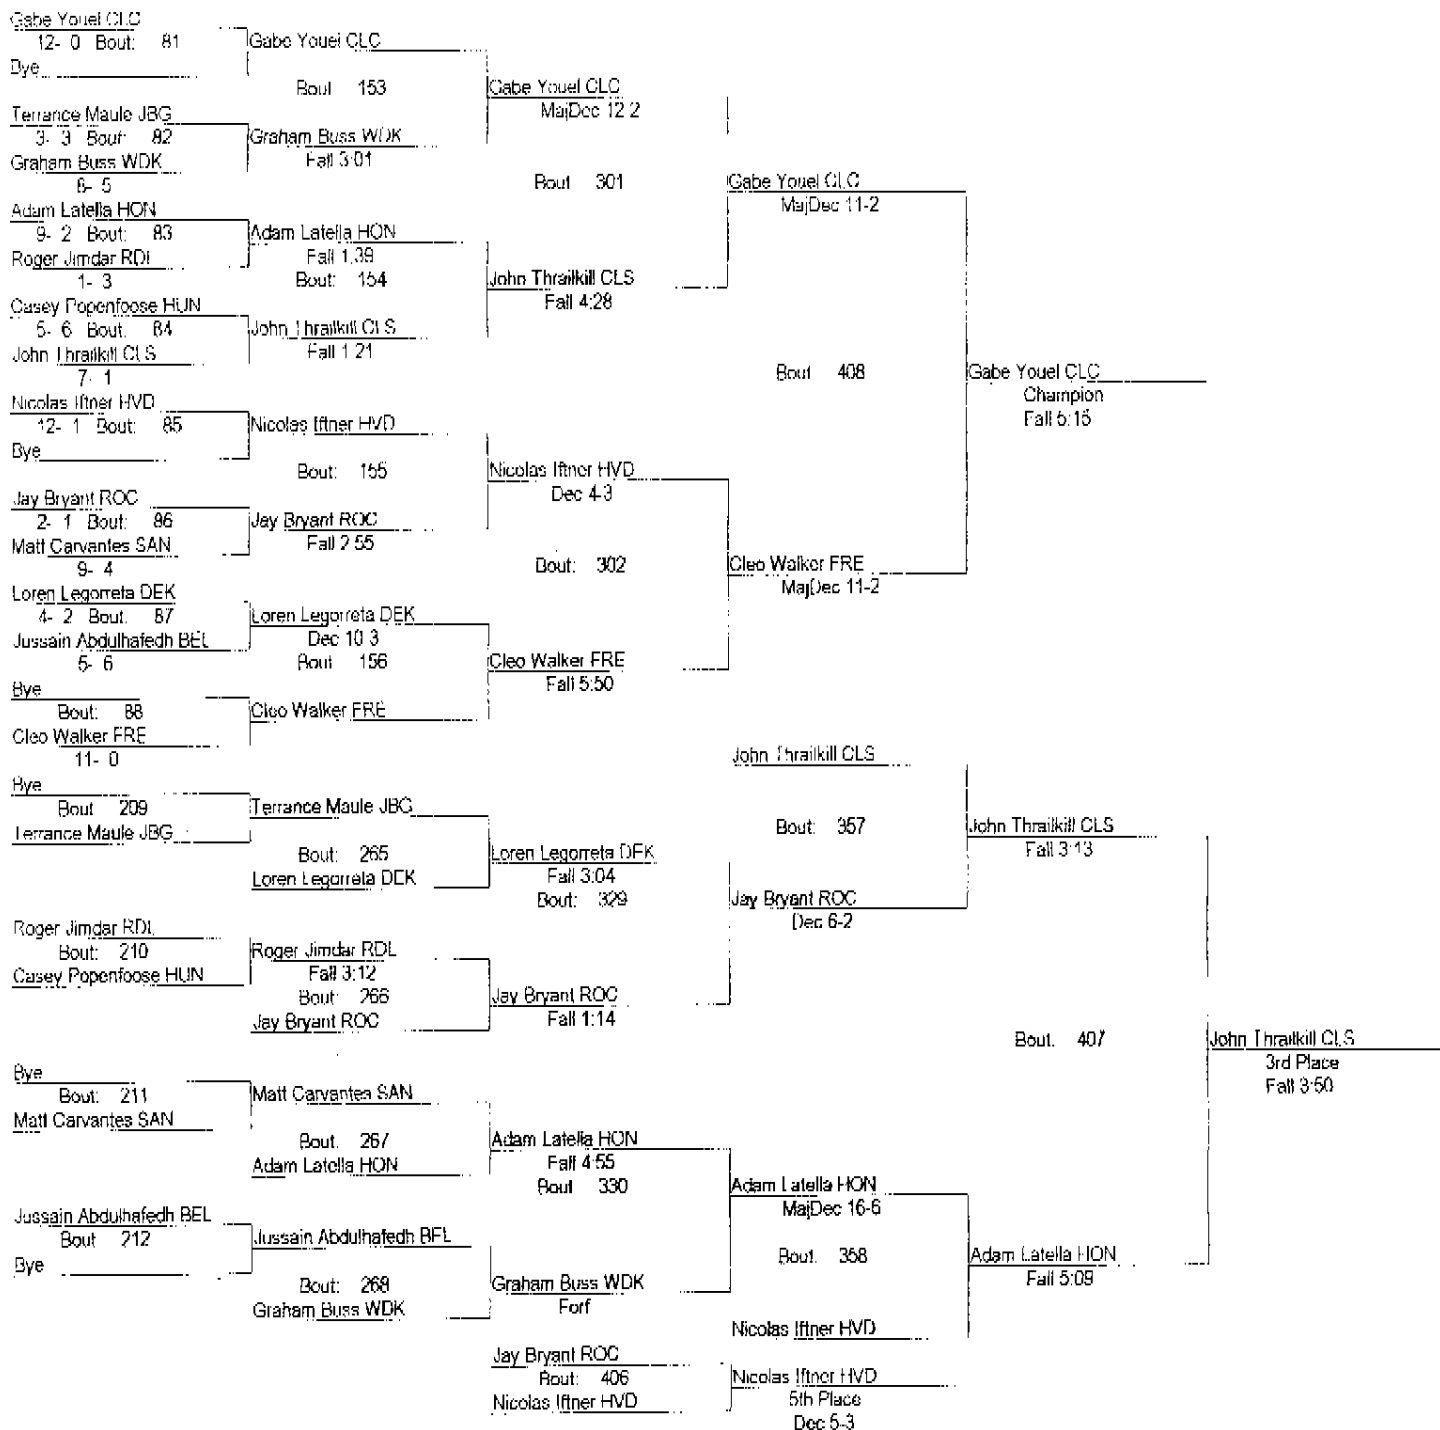 Gabe Youel CLC
12- 0 Bout: 81
Bye
Gabe Youel CLC
Bout 153
Terrance Maule JBG
3- 3 Bout: 82
Graham Buss WDK
6- 5
Graham Buss WDK
Fall 3:01
Gabe Youel CLC
MajDec 12-2
Bout 301
Adam Latella HON
9- 2 Bout: 83
Roger Jimdar RDL
1- 3
Adam Latella HON
Fall 1:39
Bout: 154
Casey Popenfoose HUN
5- 6 Bout: 84
John Thrailkill CLS
7- 1
John Thrailkill CLS
Fall 1:21
John Thrailkill CLS
Fall 4:28
Gabe Youel CLC
MajDec 11-2
Bout 408
Gabe Youel CLC
Champion
Fall 5:15
Nicolas Iftner HVD
12- 1 Bout: 85
Bye
Nicolas Iftner HVD
Bout: 155
Jay Bryant ROC
2- 1 Bout: 86
Matt Carvantes SAN
9- 4
Jay Bryant ROC
Fall 2:55
Nicolas Iftner HVD
Dec 4-3
Bout: 302
Loren Legorreta DEK
4- 2 Bout: 87
Jussain Abdulhafedh BEL
5- 6
Loren Legorreta DEK
Dec 10-3
Bout 156
Bye
Bout: 88
Cleo Walker FRE
11- 0
Cleo Walker FRE
Cleo Walker FRE
Fall 5:50
Cleo Walker FRE
MajDec 11-2
Bye
Bout 209
Terrance Maule JBG
Terrance Maule JBG
Bout: 265
Loren Legorreta DEK
Loren Legorreta DEK
Fall 3:04
Bout: 329
Roger Jimdar RDL
Bout: 210
Casey Popenfoose HUN
Roger Jimdar RDL
Fall 3:12
Bout: 266
Jay Bryant ROC
Jay Bryant ROC
Fall 1:14
John Thrailkill CLS
Bout: 357
Jay Bryant ROC
Dec 6-2
John Thrailkill CLS
Fall 3:13
Bout. 407
John Thrailkill CLS
3rd Place
Fall 3:50
Bye
Bout: 211
Matt Carvantes SAN
Matt Carvantes SAN
Bout. 267
Adam Latella HON
Adam Latella HON
Fall 4:55
Bout 330
Jussain Abdulhafedh BEL
Bout 212
Bye
Jussain Abdulhafedh BEL
Bout: 268
Graham Buss WDK
Graham Buss WDK
Forf
Adam Latella HON
MajDec 16-6
Bout. 358
Nicolas Iftner HVD
Adam Latella HON
Fall 5:09
Jay Bryant ROC
Bout: 406
Nicolas Iftner HVD
Nicolas Iftner HVD
5th Place
Dec 5-3